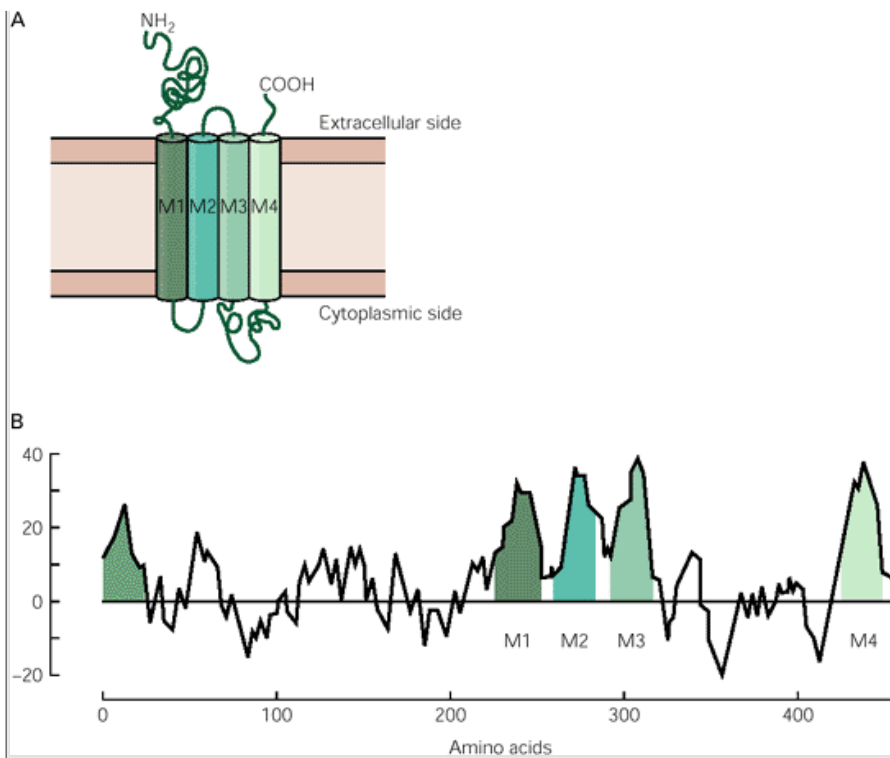 A
NH2
COOH
Extracellular side
M1 M2 M3 M4
Cytoplasmic side
B
40
20
0
−20
M1 M2 M3 M4
0 100 200 300 400
Amino acids